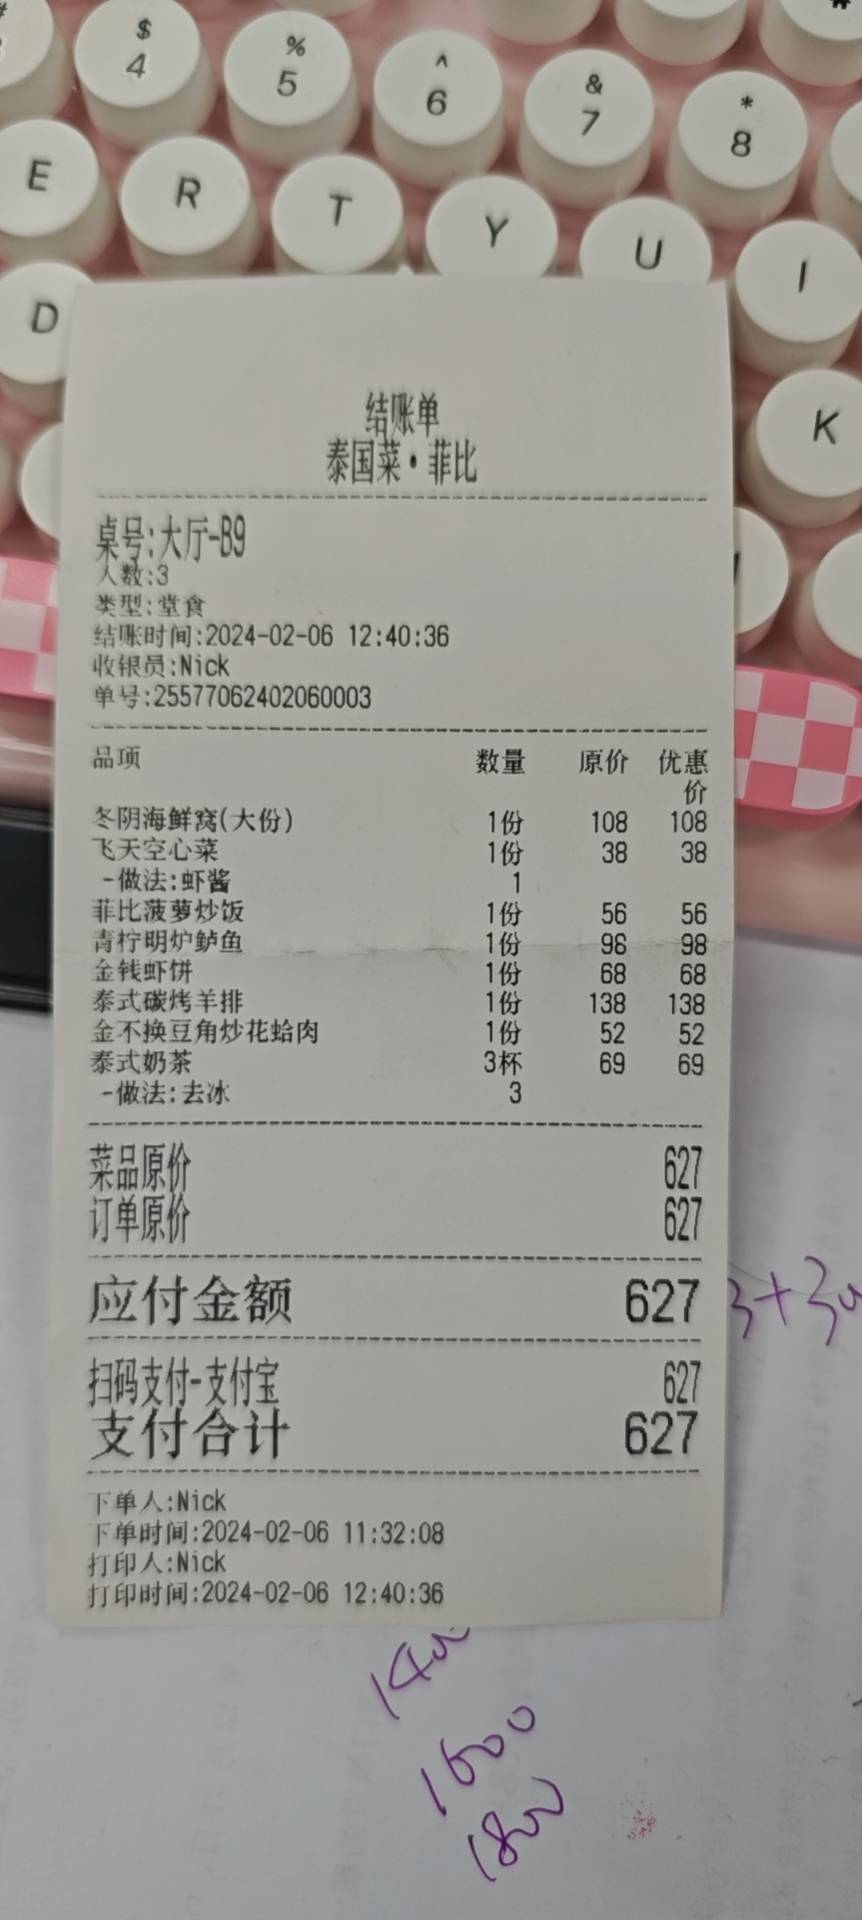 $
4
%
5
^
6
&
7
*
8
E
R
T
Y
U
I
D
K
结账单
泰国菜•菲比
桌号:大厅-B9
人数:3
类型:堂食
结账时间:2024-02-06 12:40:36
收银员:Nick
单号:25577062402060003
品项 数量 原价 优惠价
冬阴海鲜窝(大份) 1份 108 108
飞天空心菜 1份 38 38
-做法:虾酱 1
菲比菠萝炒饭 1份 56 56
青柠明炉鲈鱼 1份 98 98
金钱虾饼 1份 68 68
泰式碳烤羊排 1份 138 138
金不换豆角炒花蛤肉 1份 52 52
泰式奶茶 3杯 69 69
-做法:去冰 3
菜品原价 627
订单原价 627
应付金额 627
扫码支付-支付宝 627
支付合计 627
下单人:Nick
下单时间:2024-02-06 11:32:08
打印人:Nick
打印时间:2024-02-06 12:40:36
1600
1800